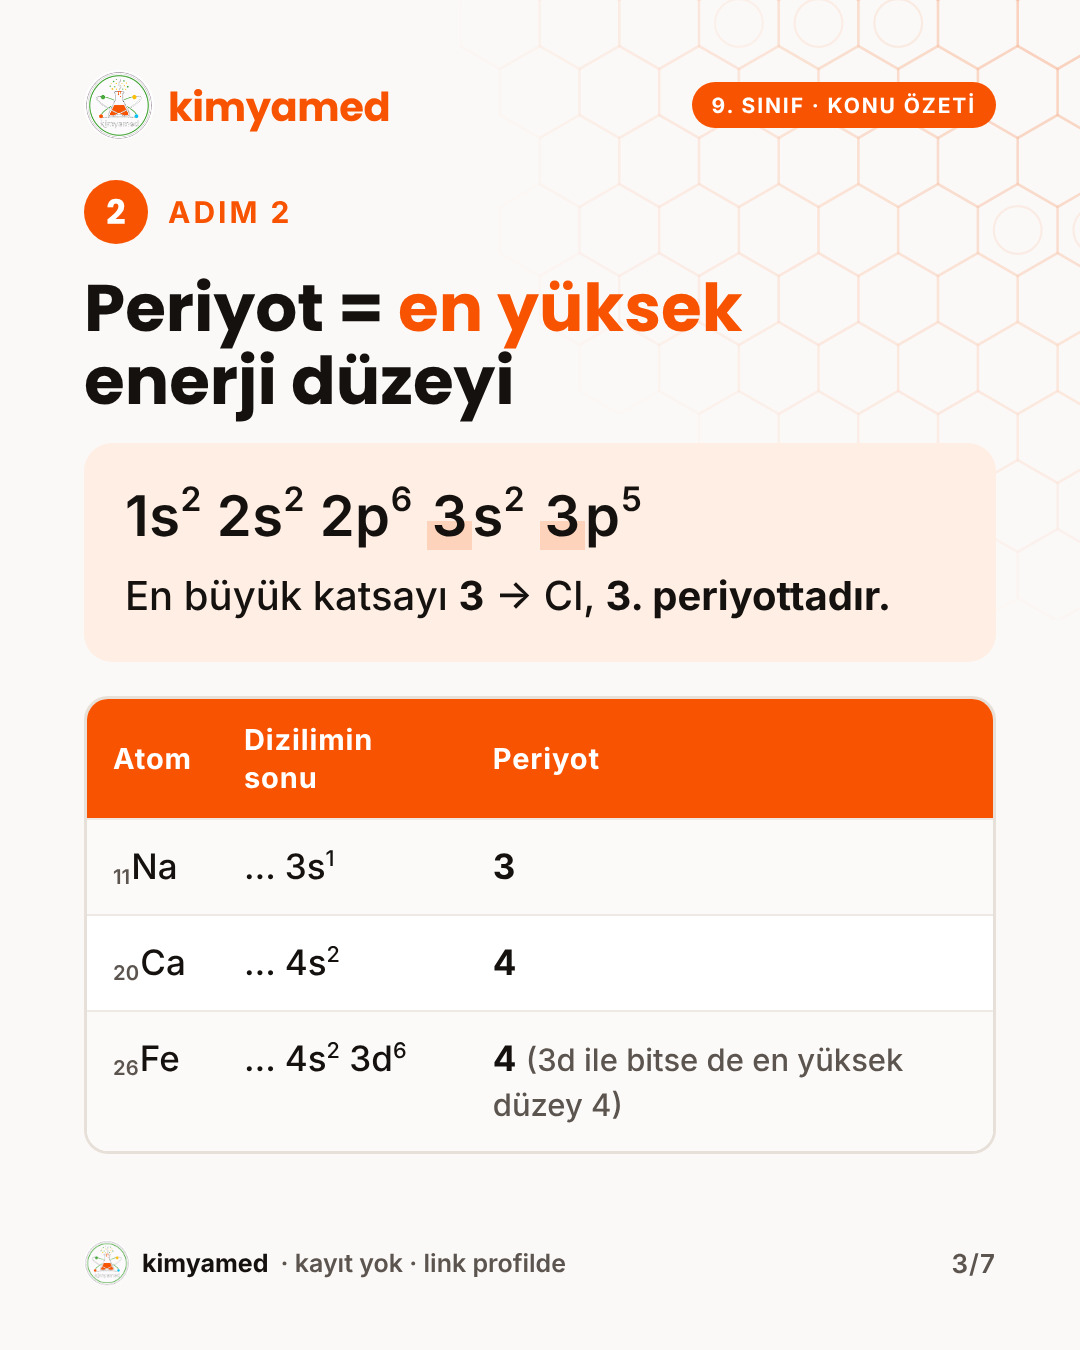 kimyamed
9. SINIF · KONU ÖZETİ
2 ADIM 2
Periyot = en yüksek
enerji düzeyi
1s² 2s² 2p⁶ 3s² 3p⁵
En büyük katsayı 3 → Cl, 3. periyottadır.
Atom Dizilimin sonu Periyot
₁₁Na ... 3s¹ 3
₂₀Ca ... 4s² 4
₂₆Fe ... 4s² 3d⁶ 4 (3d ile bitse de en yüksek
düzey 4)
kimyamed · kayıt yok · link profilde 3/7